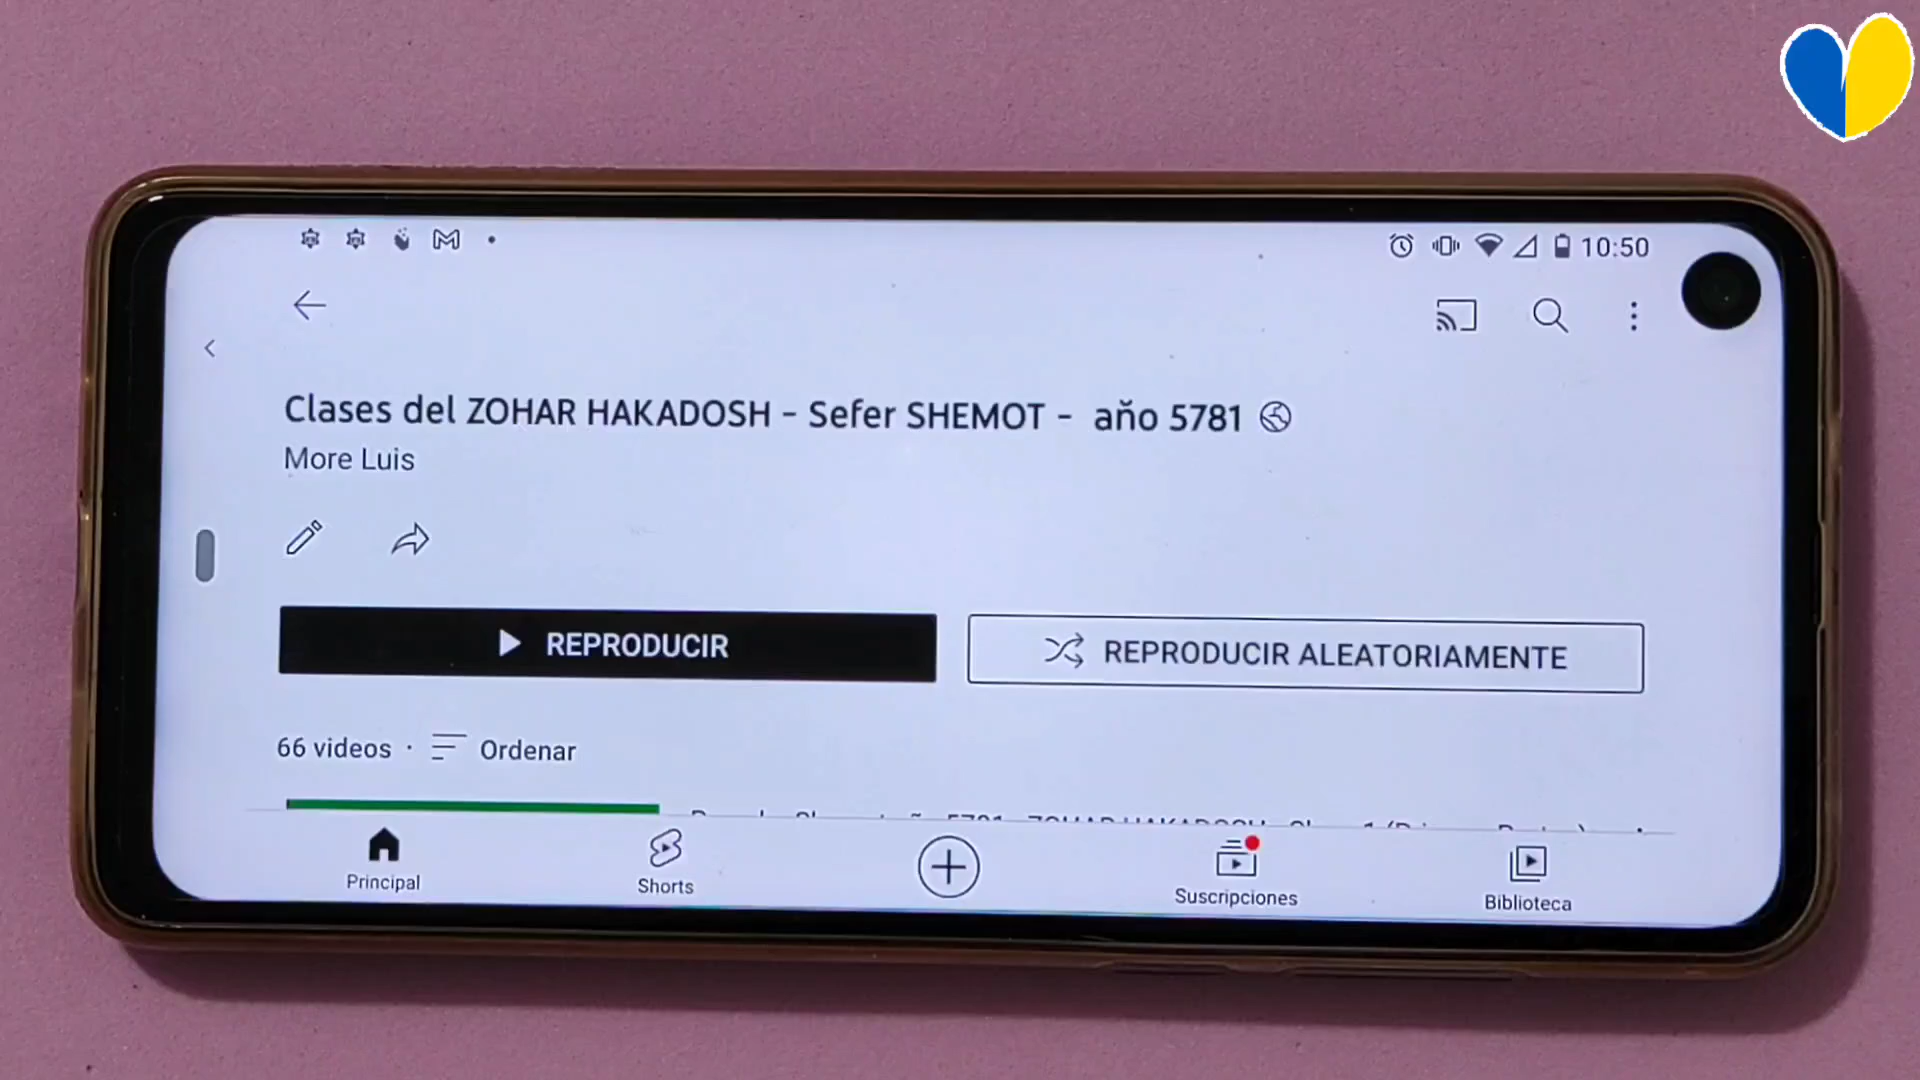 10:50
Clases del ZOHAR HAKADOSH - Sefer SHEMOT - año 5781
More Luis
REPRODUCIR
REPRODUCIR ALEATORIAMENTE
66 videos · Ordenar
Principal
Shorts
Suscripciones
Biblioteca